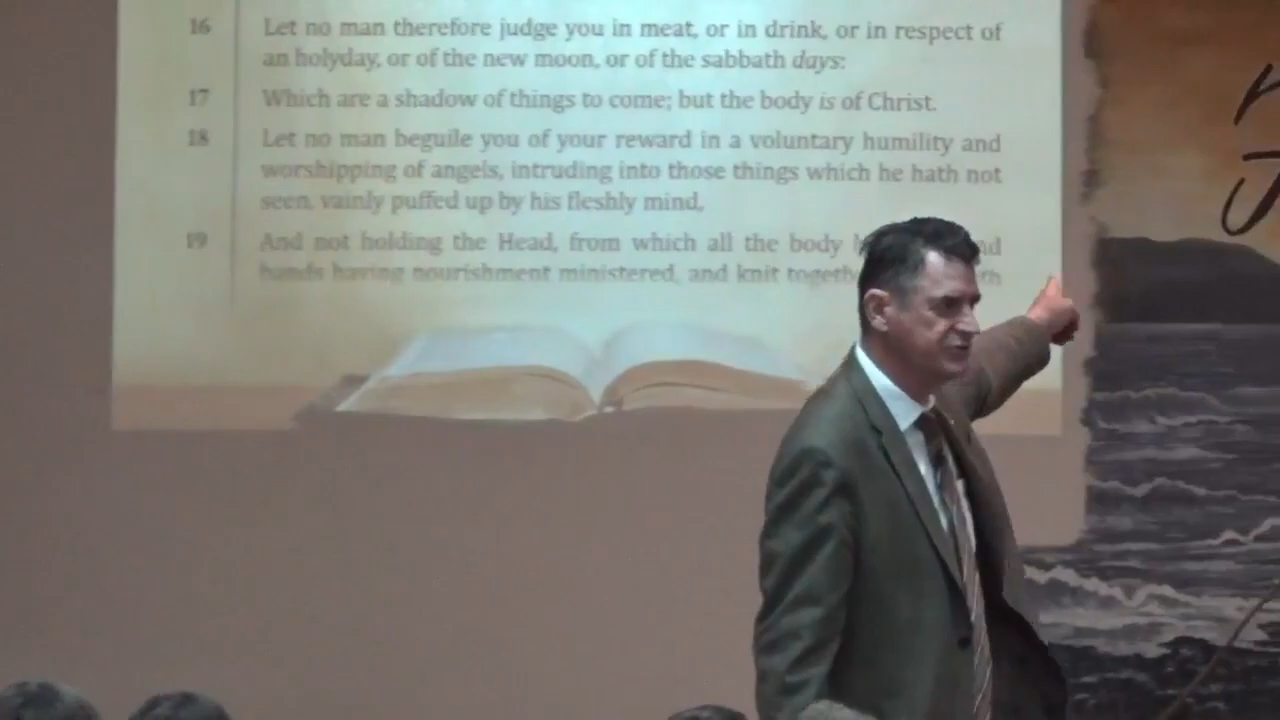 16 Let no man therefore judge you in meat, or in drink, or in respect of
an holyday, or of the new moon, or of the sabbath days:
17 Which are a shadow of things to come; but the body is of Christ.
18 Let no man beguile you of your reward in a voluntary humility and
worshipping of angels, intruding into those things which he hath not
seen, vainly puffed up by his fleshly mind,
19 And not holding the Head, from which all the body
bands having nourishment ministered, and knit